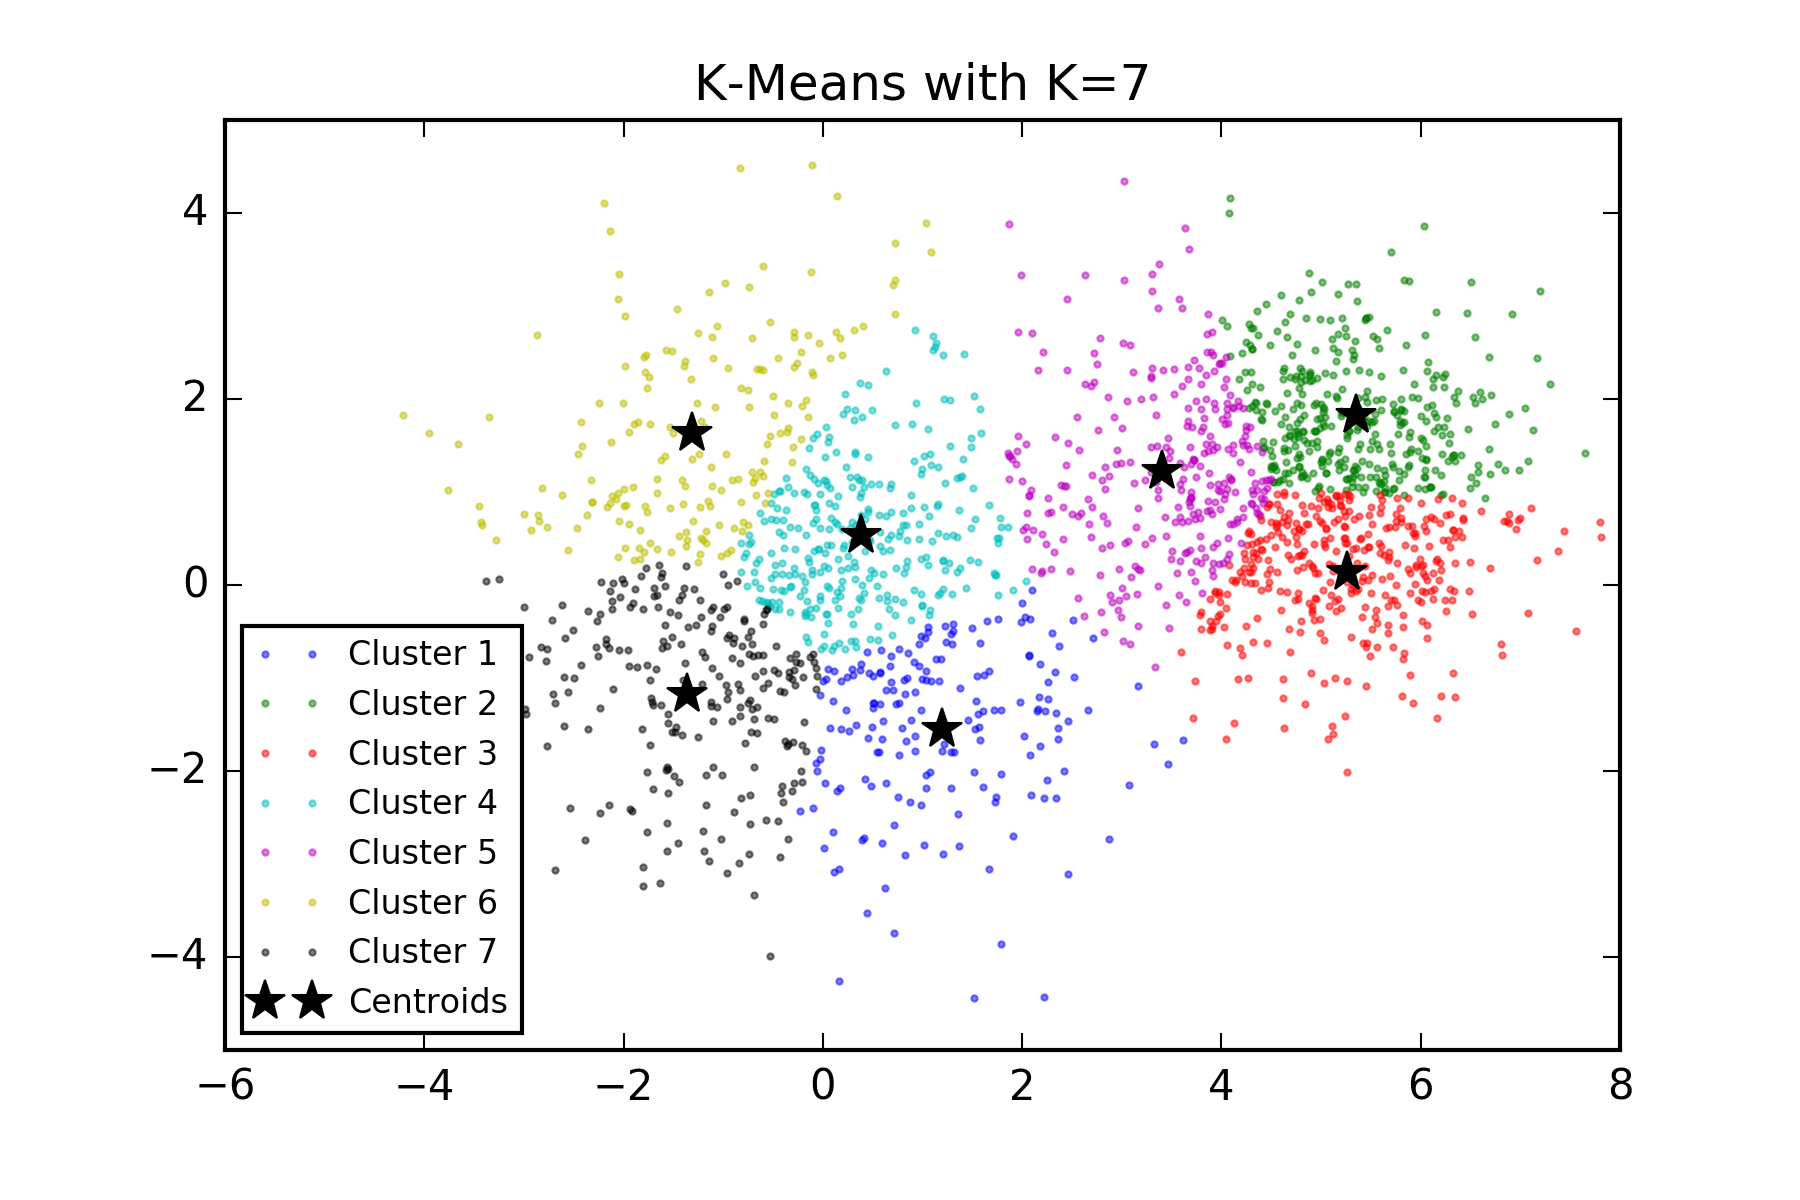 K-Means with K=7
4
2
0
−2
−4
Cluster 1
Cluster 2
Cluster 3
Cluster 4
Cluster 5
Cluster 6
Cluster 7
Centroids
−6 −4 −2 0 2 4 6 8